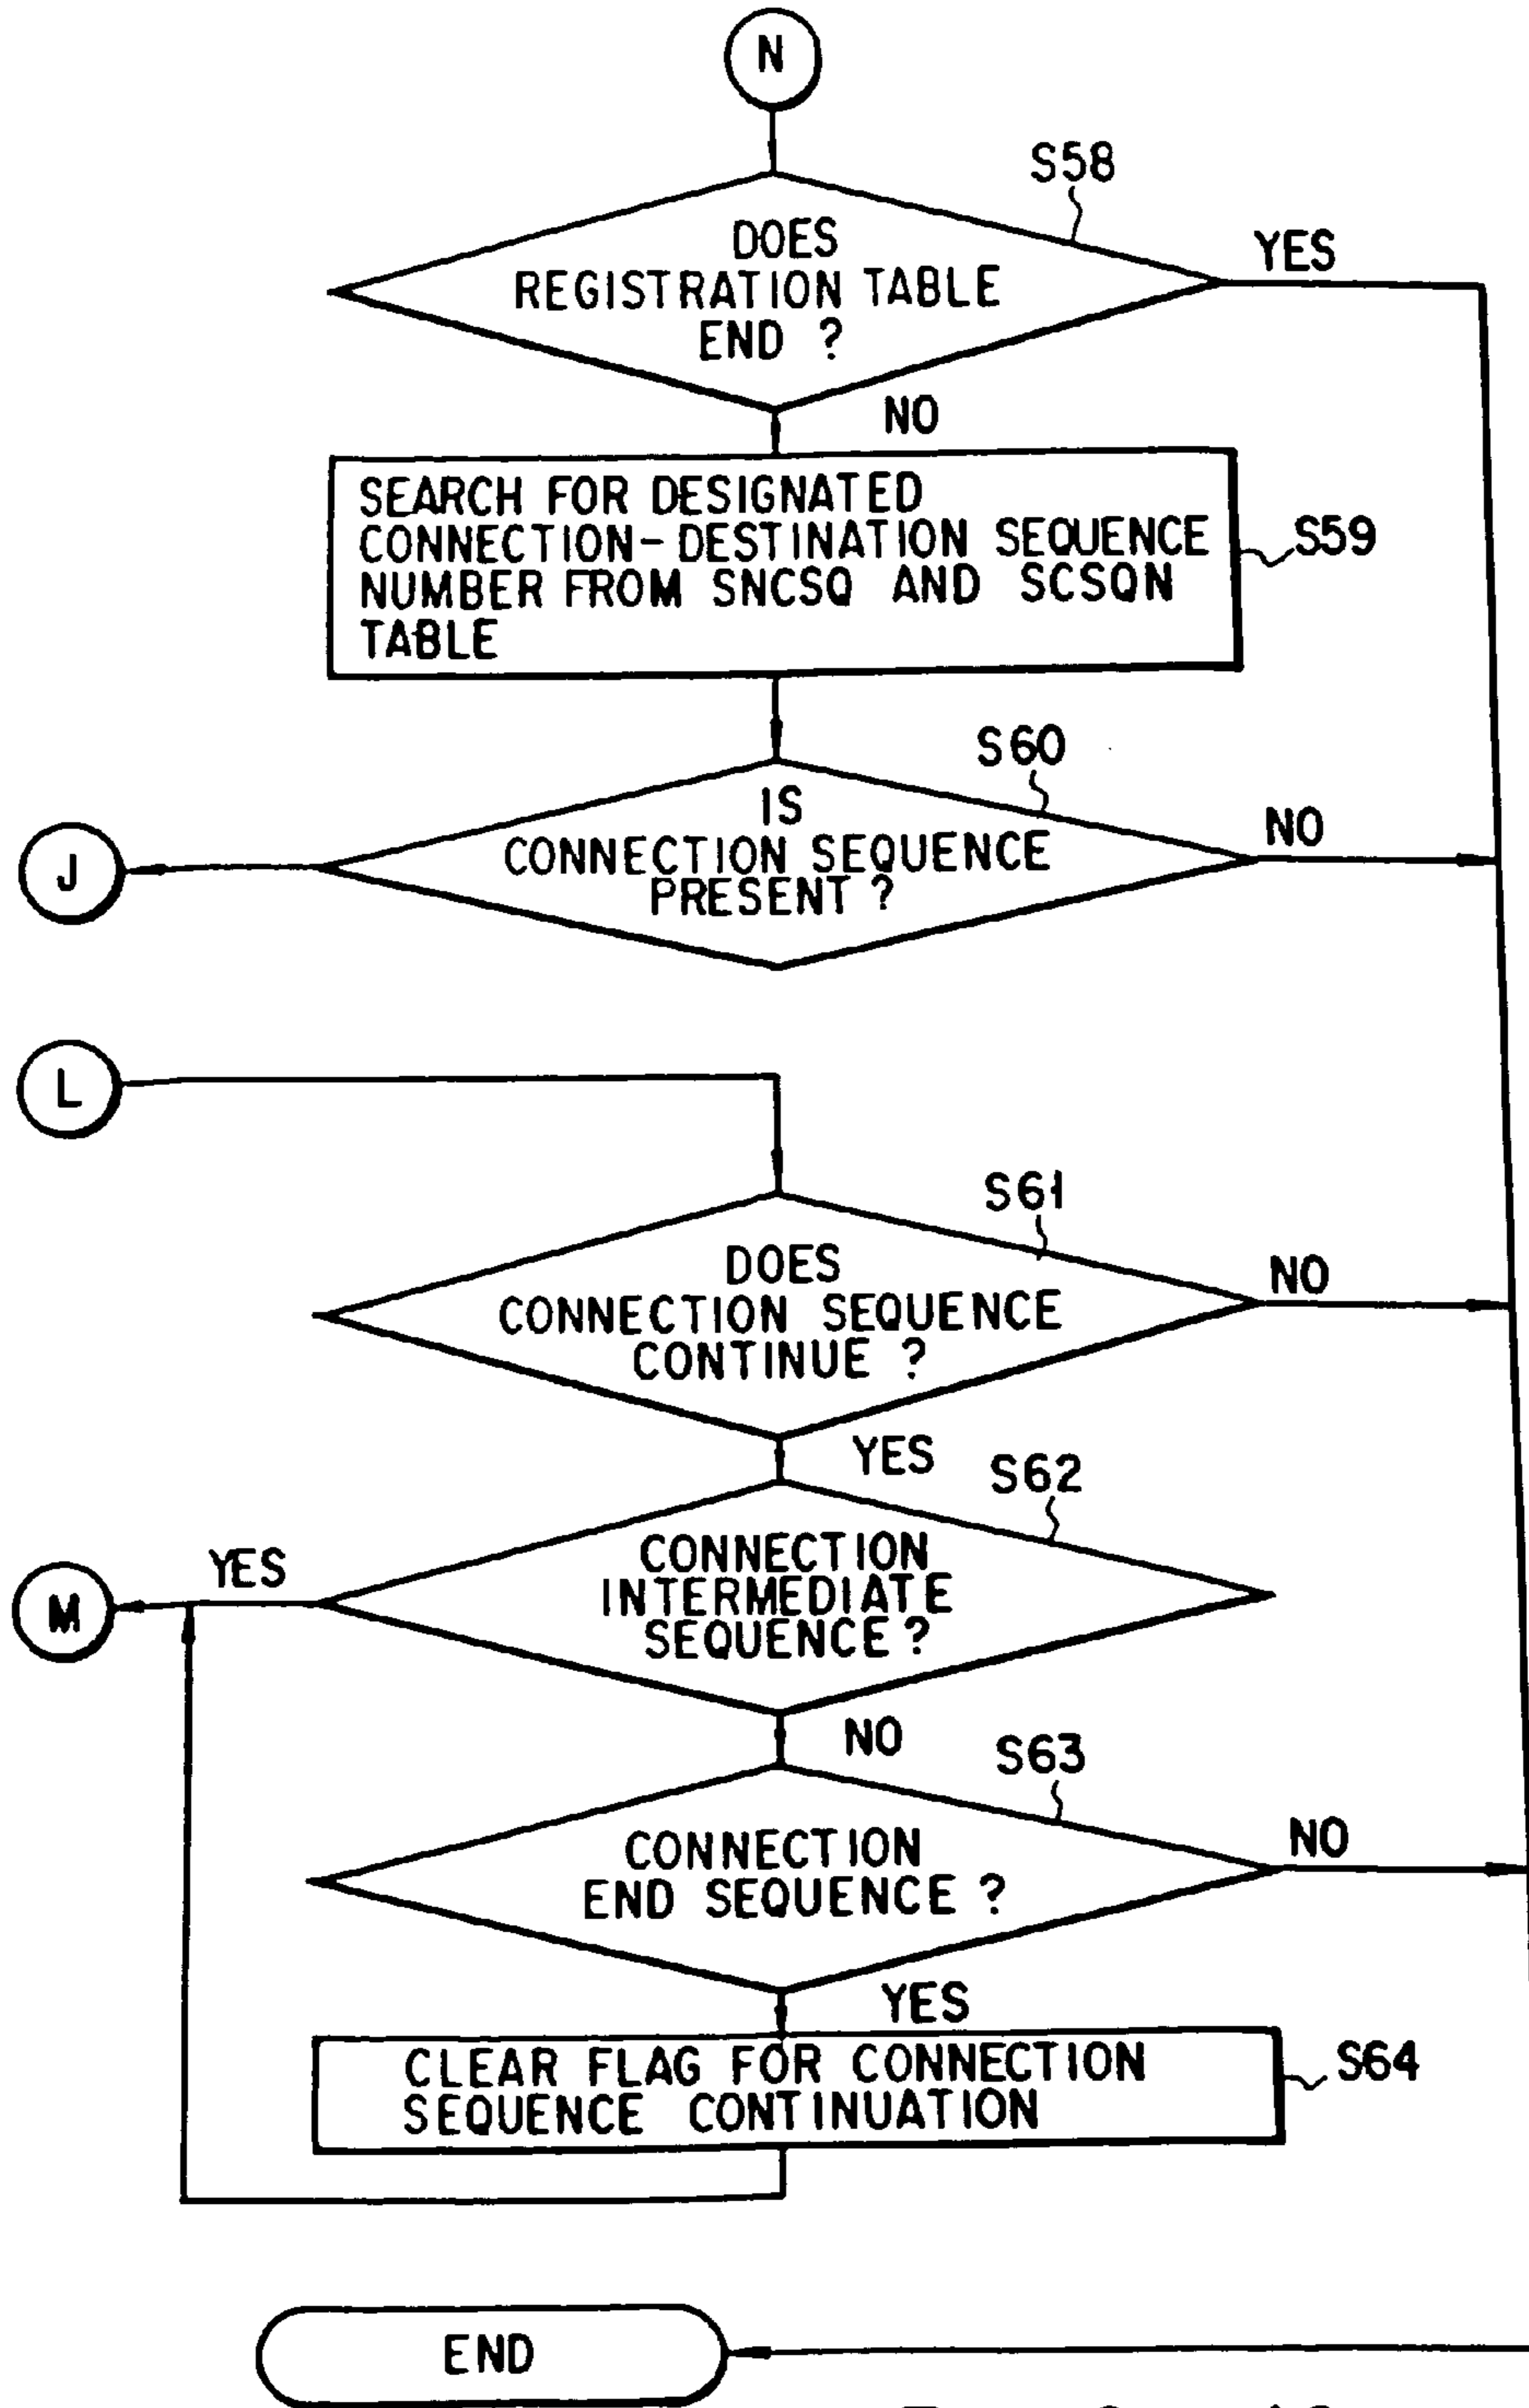 N
S58
DOES
REGISTRATION TABLE
END ?
YES
NO
SEARCH FOR DESIGNATED
CONNECTION-DESTINATION SEQUENCE
NUMBER FROM SNCSQ AND SCSQN
TABLE
S59
S60
IS
CONNECTION SEQUENCE
PRESENT ?
NO
J
L
S61
DOES
CONNECTION SEQUENCE
CONTINUE ?
NO
YES
S62
CONNECTION
INTERMEDIATE
SEQUENCE ?
YES
M
NO
S63
CONNECTION
END SEQUENCE ?
NO
YES
CLEAR FLAG FOR CONNECTION
SEQUENCE CONTINUATION
S64
END